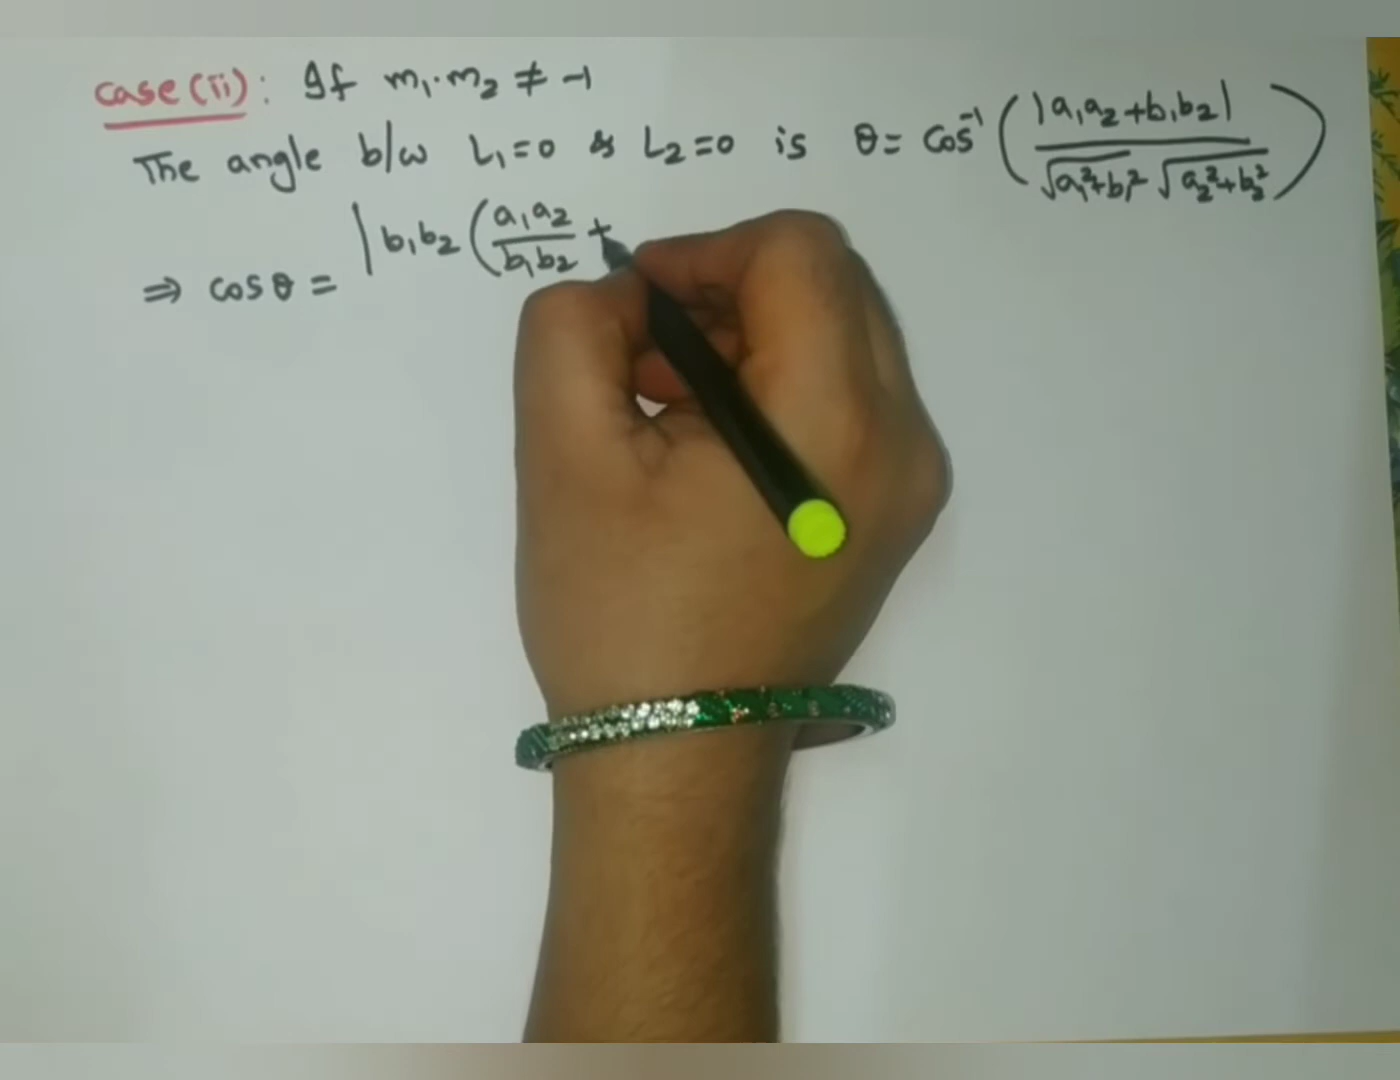 case(ii): If m₁·m₂ ≠ -1
The angle b/w L₁=0 & L₂=0 is θ= Cos⁻¹ ( |a₁a₂+b₁b₂| / √a₁²+b₁² √a₂²+b₂² )
⇒ cosθ = |b₁b₂ ( a₁a₂/b₁b₂ +